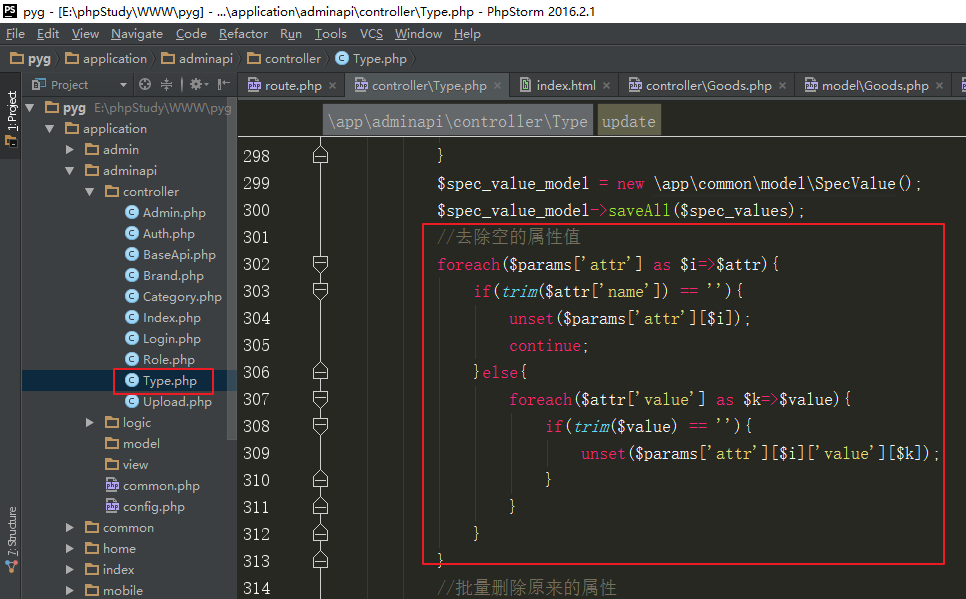 pyg - [E:\phpStudy\WWW\pyg] - ...\application\adminapi\controller\Type.php - PhpStorm 2016.2.1
File Edit View Navigate Code Refactor Run Tools VCS Window Help
pyg application adminapi controller Type.php
Project route.php controller\Type.php index.html controller\Goods.php model\Goods.php
1: Project
7: Structure
pyg E:\phpStudy\WWW\pyg
application
admin
adminapi
controller
Admin.php
Auth.php
BaseApi.php
Brand.php
Category.php
Index.php
Login.php
Role.php
Type.php
Upload.php
logic
model
view
common.php
config.php
common
home
index
mobile
\app\adminapi\controller\Type update
298 }
299 $spec_value_model = new \app\common\model\SpecValue();
300 $spec_value_model->saveAll($spec_values);
301 //去除空的属性值
302 foreach($params['attr'] as $i=>$attr){
303 if(trim($attr['name']) == ''){
304 unset($params['attr'][$i]);
305 continue;
306 }else{
307 foreach($attr['value'] as $k=>$value){
308 if(trim($value) == ''){
309 unset($params['attr'][$i]['value'][$k]);
310 }
311 }
312 }
313 }
314 //批量删除原来的属性